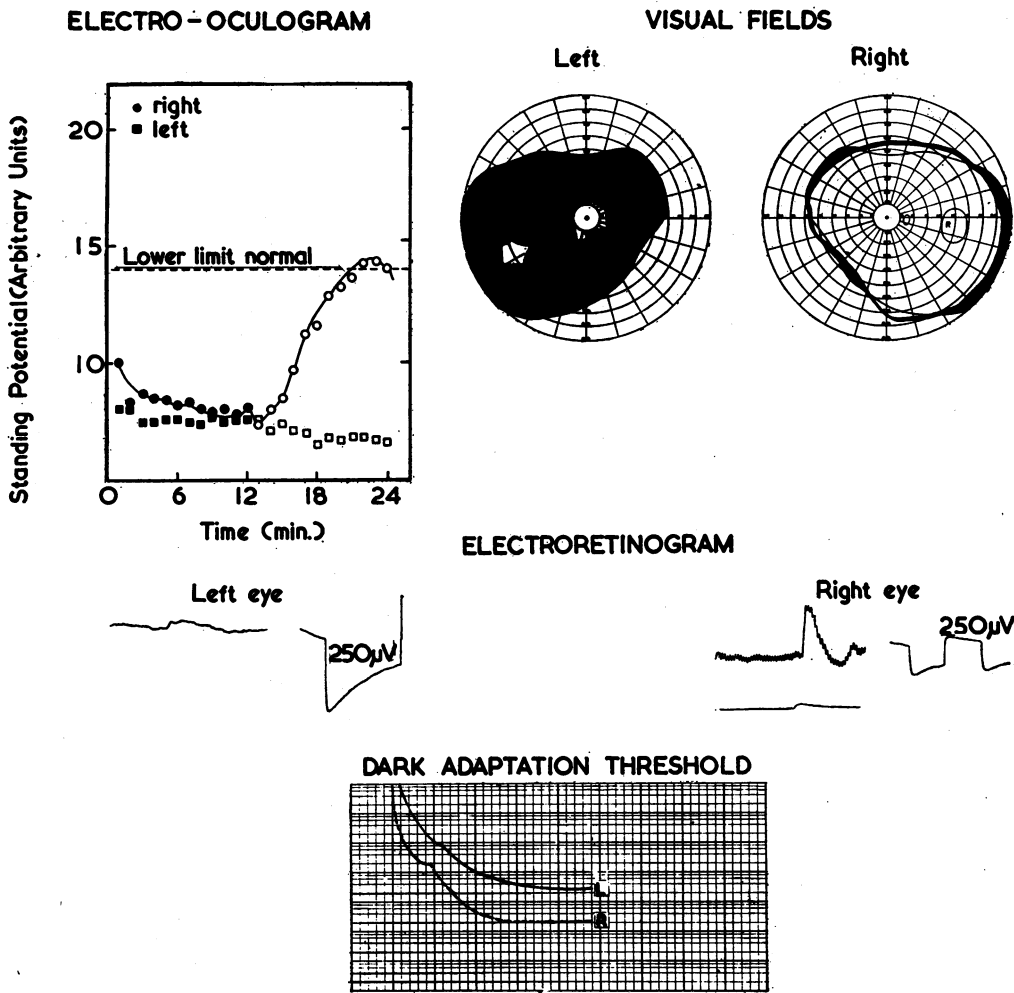 ELECTRO-OCULOGRAM
VISUAL FIELDS
Left
Right
right
left
20
15
10
Lower limit normal
Standing Potential(Arbitrary Units)
0 6 12 18 24
Time (min.)
ELECTRORETINOGRAM
Left eye
250µV
Right eye
250µV
DARK ADAPTATION THRESHOLD
L
R